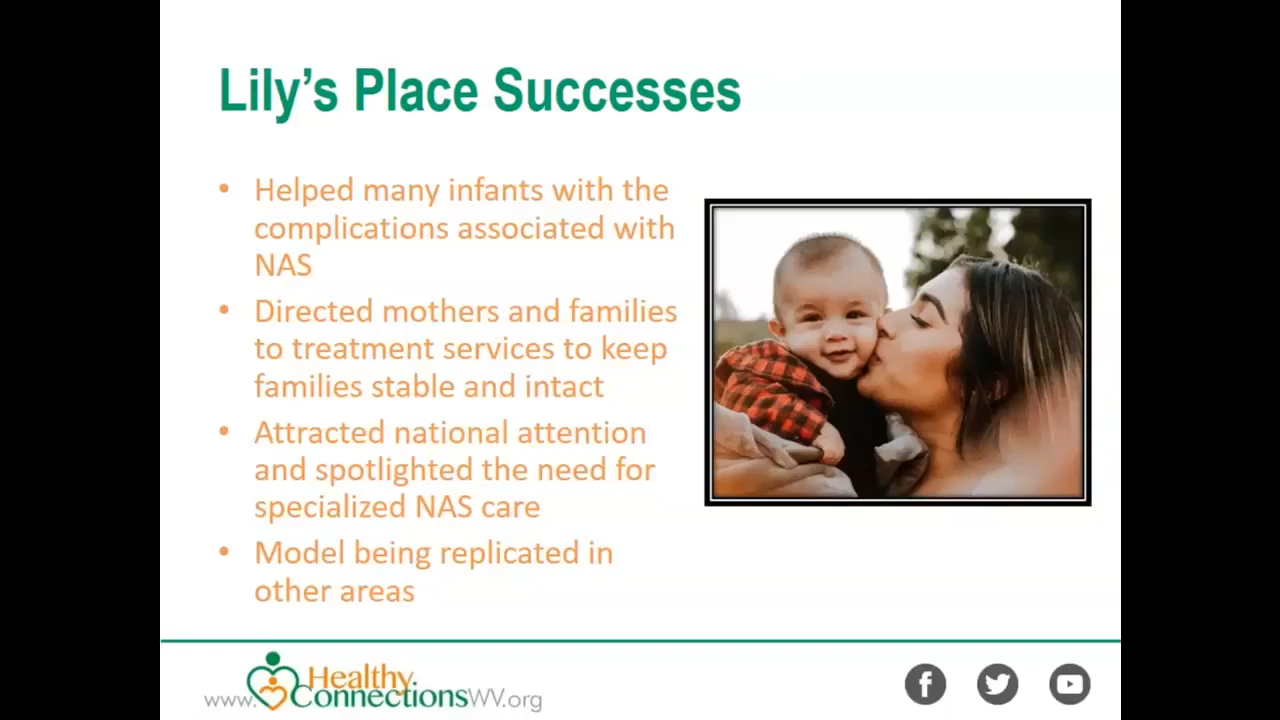 Lily's Place Successes
• Helped many infants with the
complications associated with
NAS
• Directed mothers and families
to treatment services to keep
families stable and intact
• Attracted national attention
and spotlighted the need for
specialized NAS care
• Model being replicated in
other areas
www.Healthy
ConnectionsWV.org